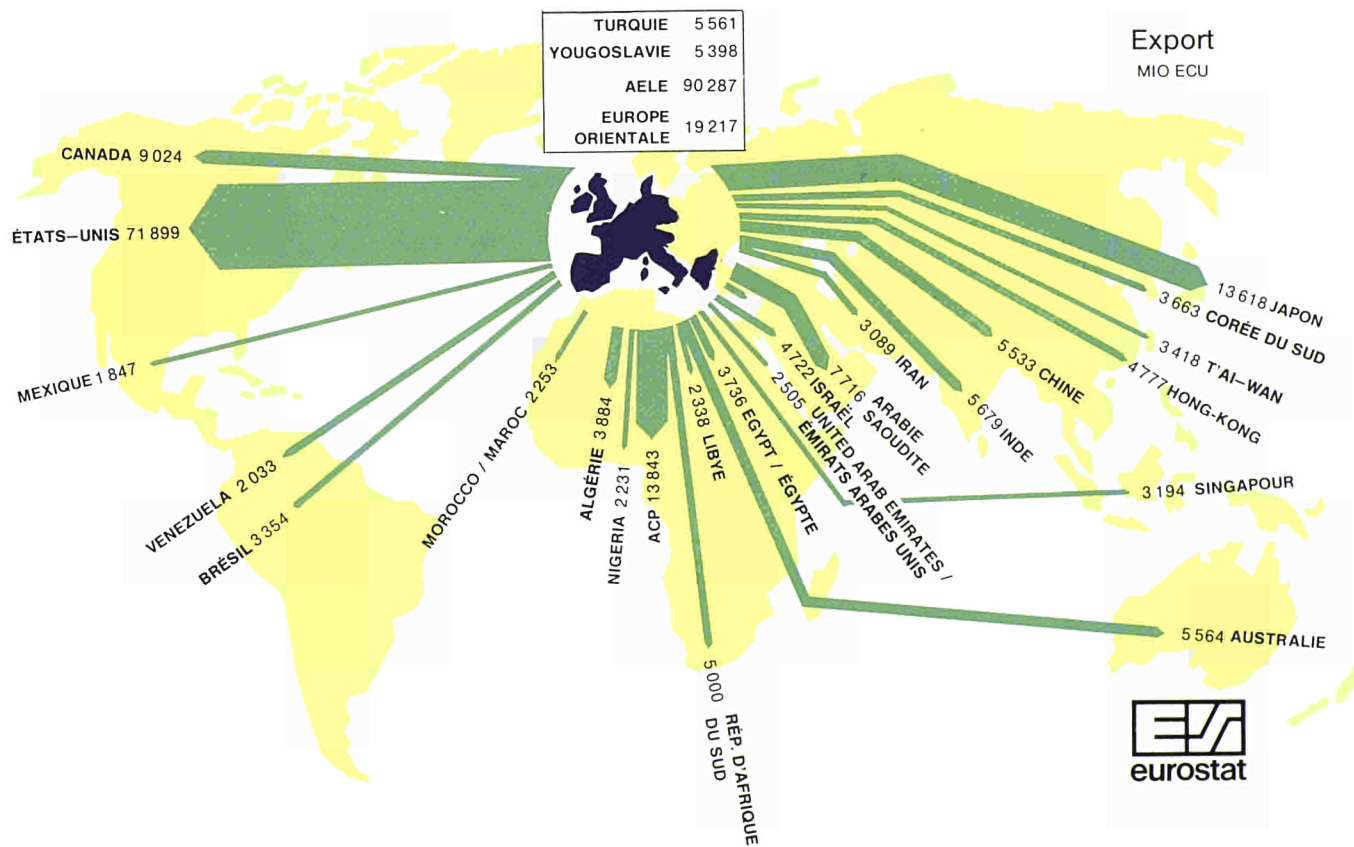 TURQUIE 5 561
YOUGOSLAVIE 5 398
AELE 90 287
EUROPE
ORIENTALE 19 217
Export
MIO ECU
CANADA 9 024
ÉTATS–UNIS 71 899
MEXIQUE 1 847
VENEZUELA 2 033
BRÉSIL 3 354
MOROCCO / MAROC 2 253
ALGÉRIE 3 884
NIGERIA 2 231
ACP 13 843
5 000 RÉP. D'AFRIQUE
DU SUD
2 338 LIBYE
3 736 EGYPT / ÉGYPTE
2 505 UNITED ARAB EMIRATES /
ÉMIRATS ARABES UNIS
4 722 ISRAËL
7 716 ARABIE
SAOUDITE
3 089 IRAN
5 679 INDE
5 533 CHINE
4 777 HONG-KONG
3 418 T'AI–WAN
3 663 CORÉE DU SUD
13 618 JAPON
3 194 SINGAPOUR
5 564 AUSTRALIE
eurostat